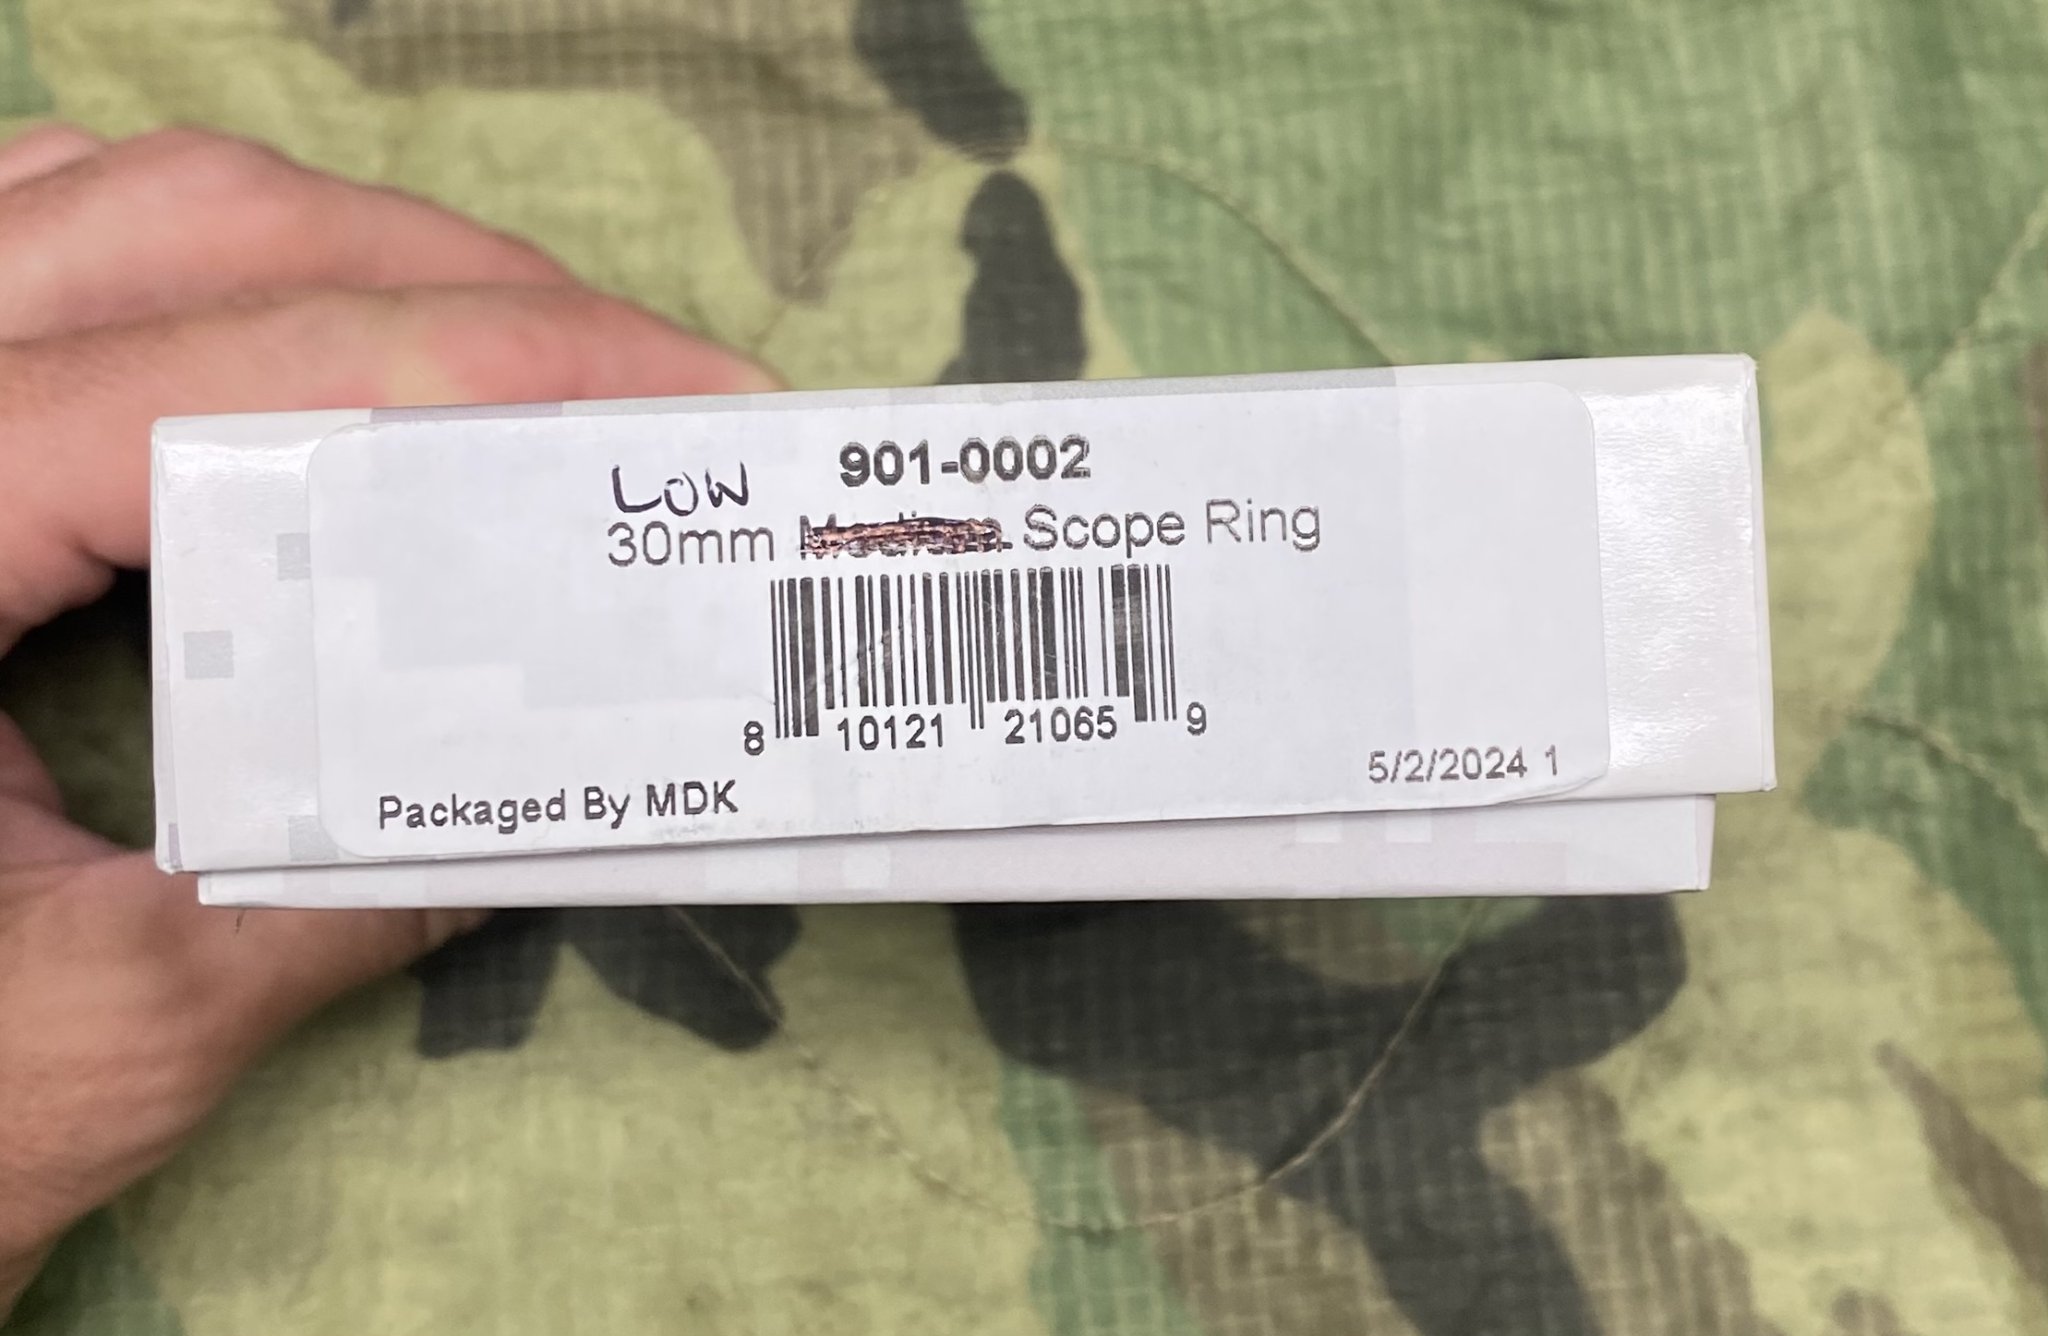 901-0002
LOW
30mm Scope Ring
8 10121 21065 9
5/2/2024 1
Packaged By MDK